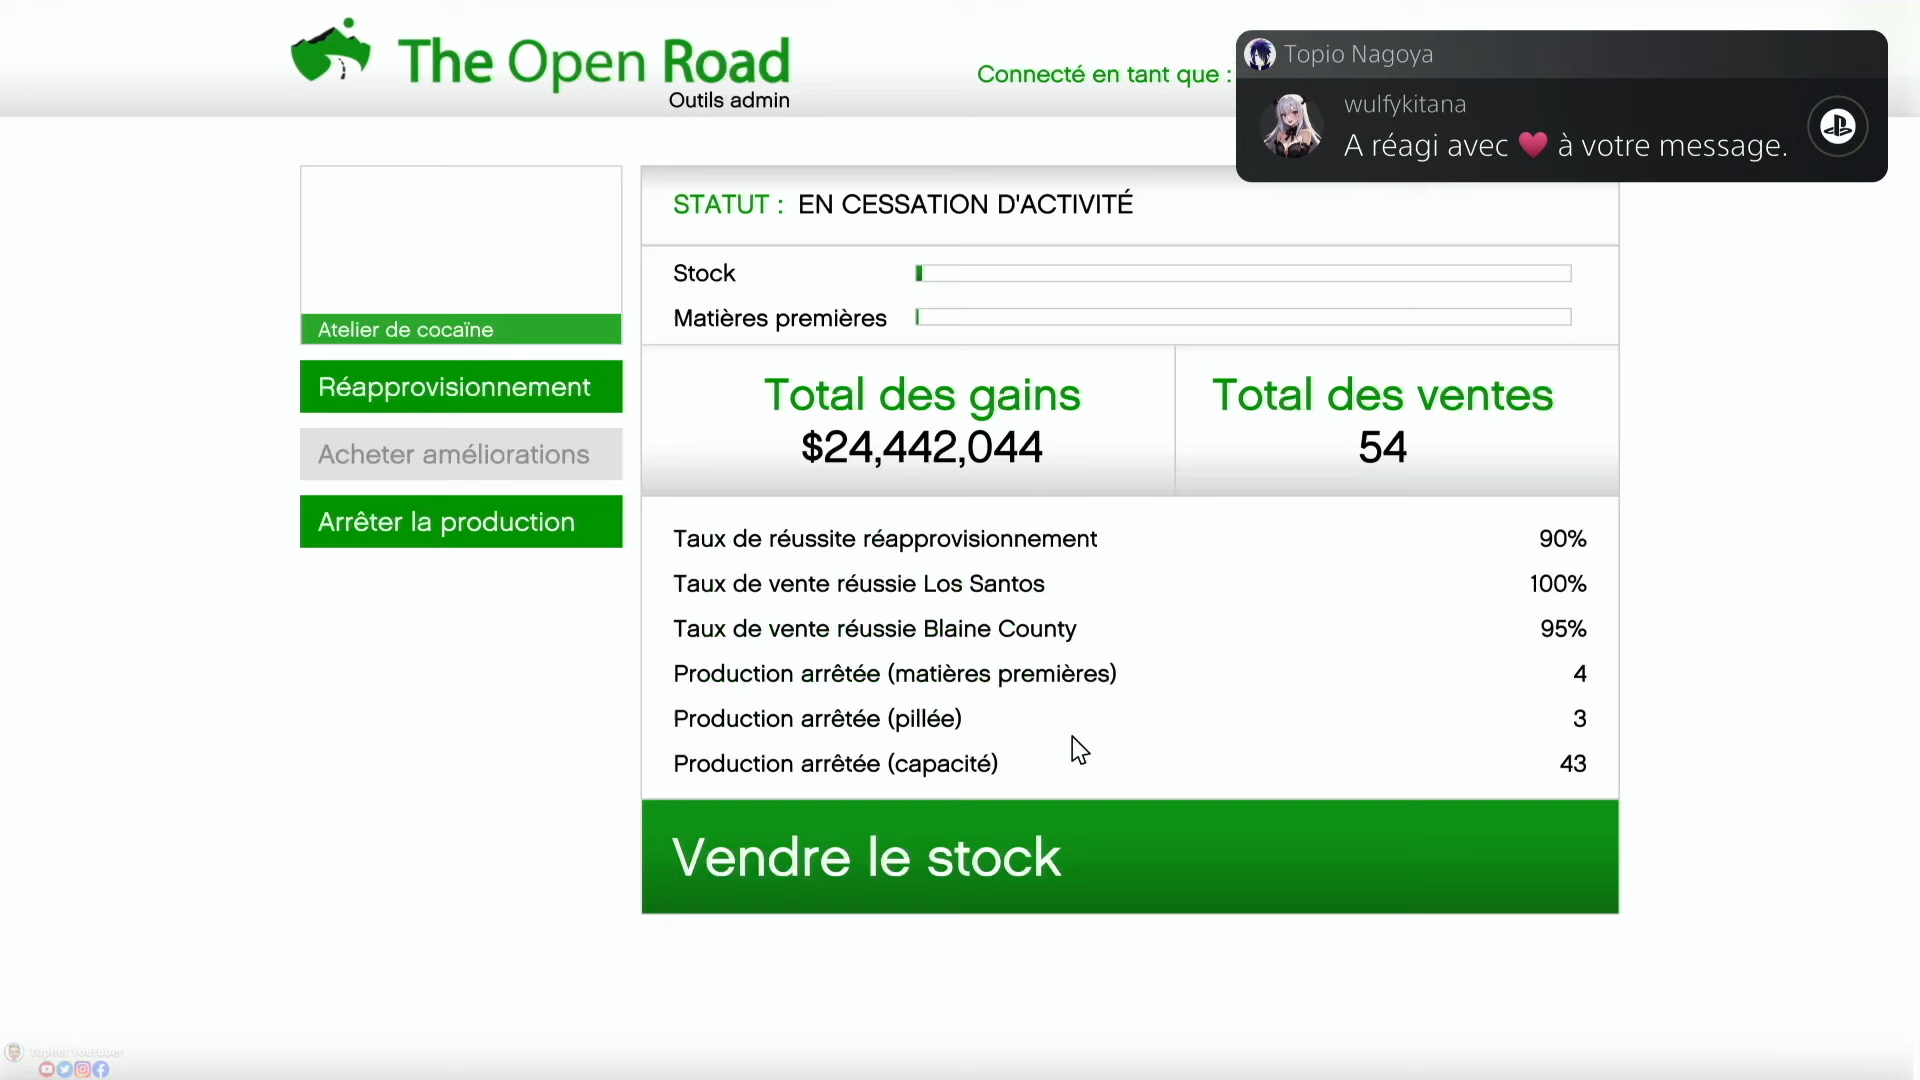 The Open Road
Outils admin
Connecté en tant que :
Topio Nagoya
wulfykitana
A réagi avec ❤ à votre message.
Atelier de cocaïne
Réapprovisionnement
Acheter améliorations
Arrêter la production
STATUT : EN CESSATION D'ACTIVITÉ
Stock
Matières premières
Total des gains
$24,442,044
Total des ventes
54
Taux de réussite réapprovisionnement 90%
Taux de vente réussie Los Santos 100%
Taux de vente réussie Blaine County 95%
Production arrêtée (matières premières) 4
Production arrêtée (pillée) 3
Production arrêtée (capacité) 43
Vendre le stock